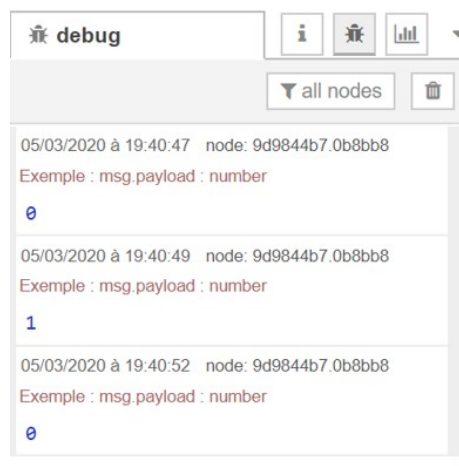 debug
all nodes
05/03/2020 à 19:40:47 node: 9d9844b7.0b8bb8
Exemple : msg.payload : number
0
05/03/2020 à 19:40:49 node: 9d9844b7.0b8bb8
Exemple : msg.payload : number
1
05/03/2020 à 19:40:52 node: 9d9844b7.0b8bb8
Exemple : msg.payload : number
0